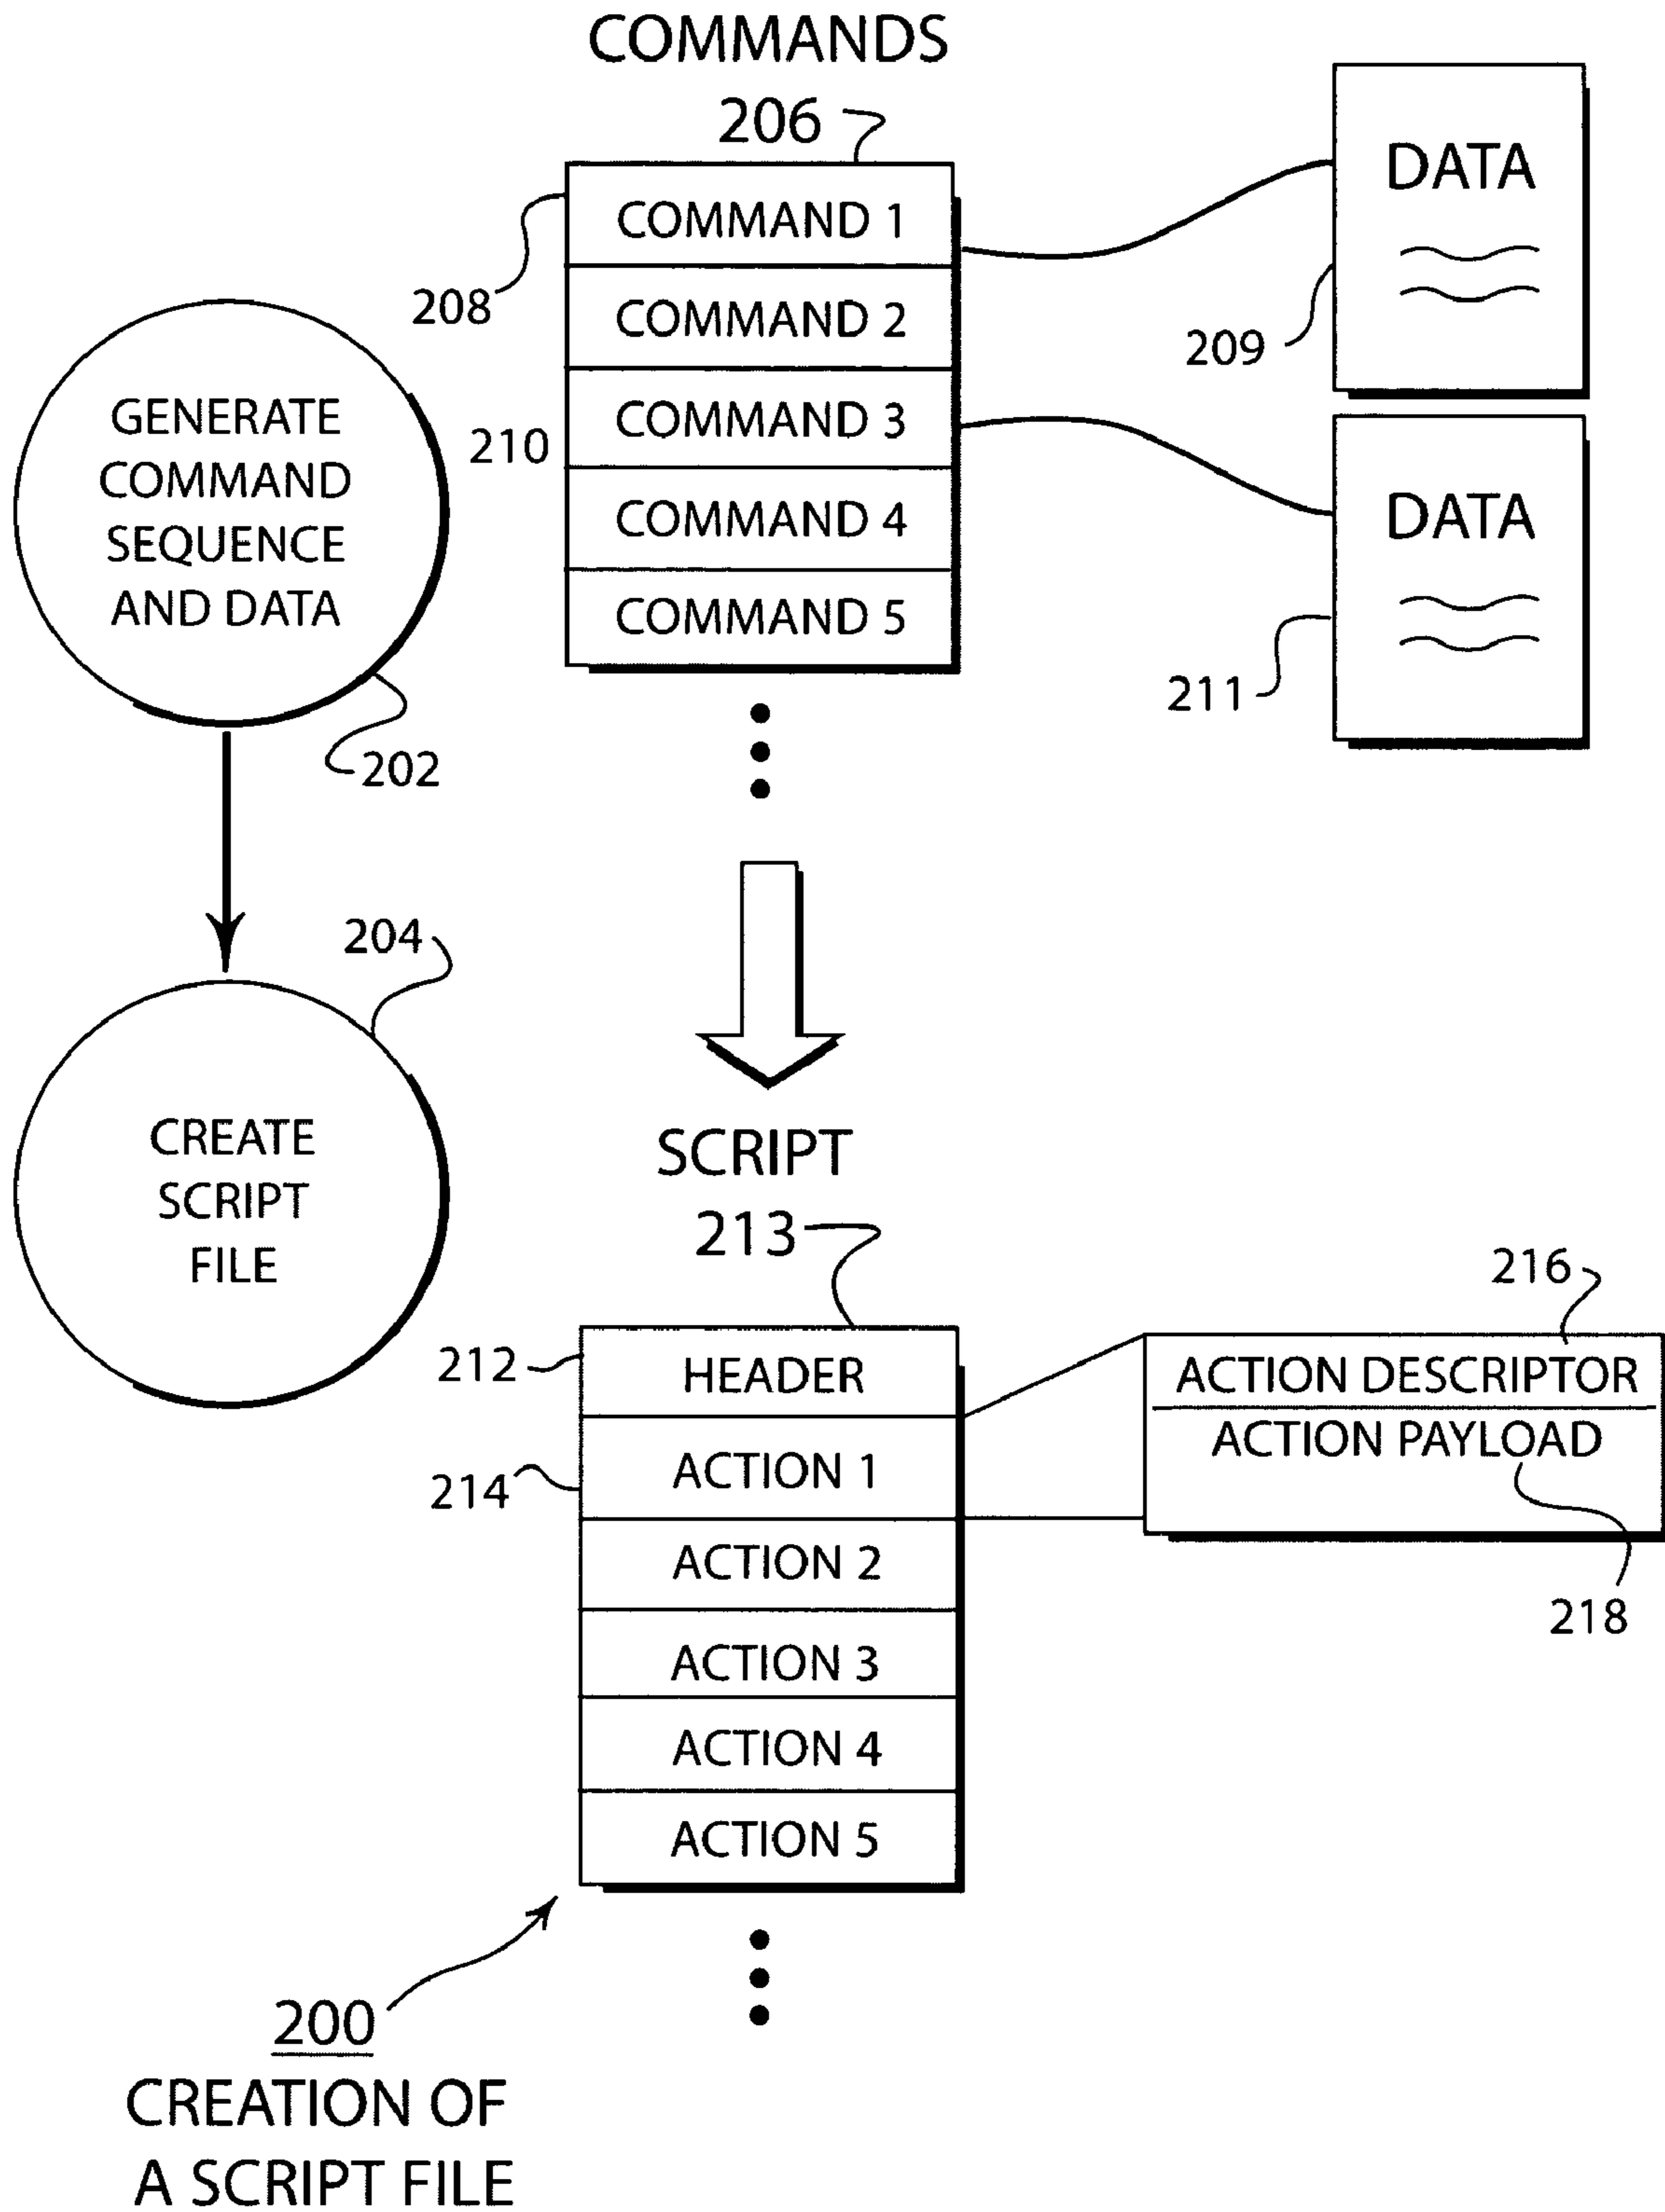 COMMANDS
206
COMMAND 1
COMMAND 2
COMMAND 3
COMMAND 4
COMMAND 5
208
210
DATA
209
DATA
211
GENERATE
COMMAND
SEQUENCE
AND DATA
202
204
CREATE
SCRIPT
FILE
SCRIPT
213
212
HEADER
214
ACTION 1
ACTION 2
ACTION 3
ACTION 4
ACTION 5
216
ACTION DESCRIPTOR
ACTION PAYLOAD
218
200
CREATION OF
A SCRIPT FILE